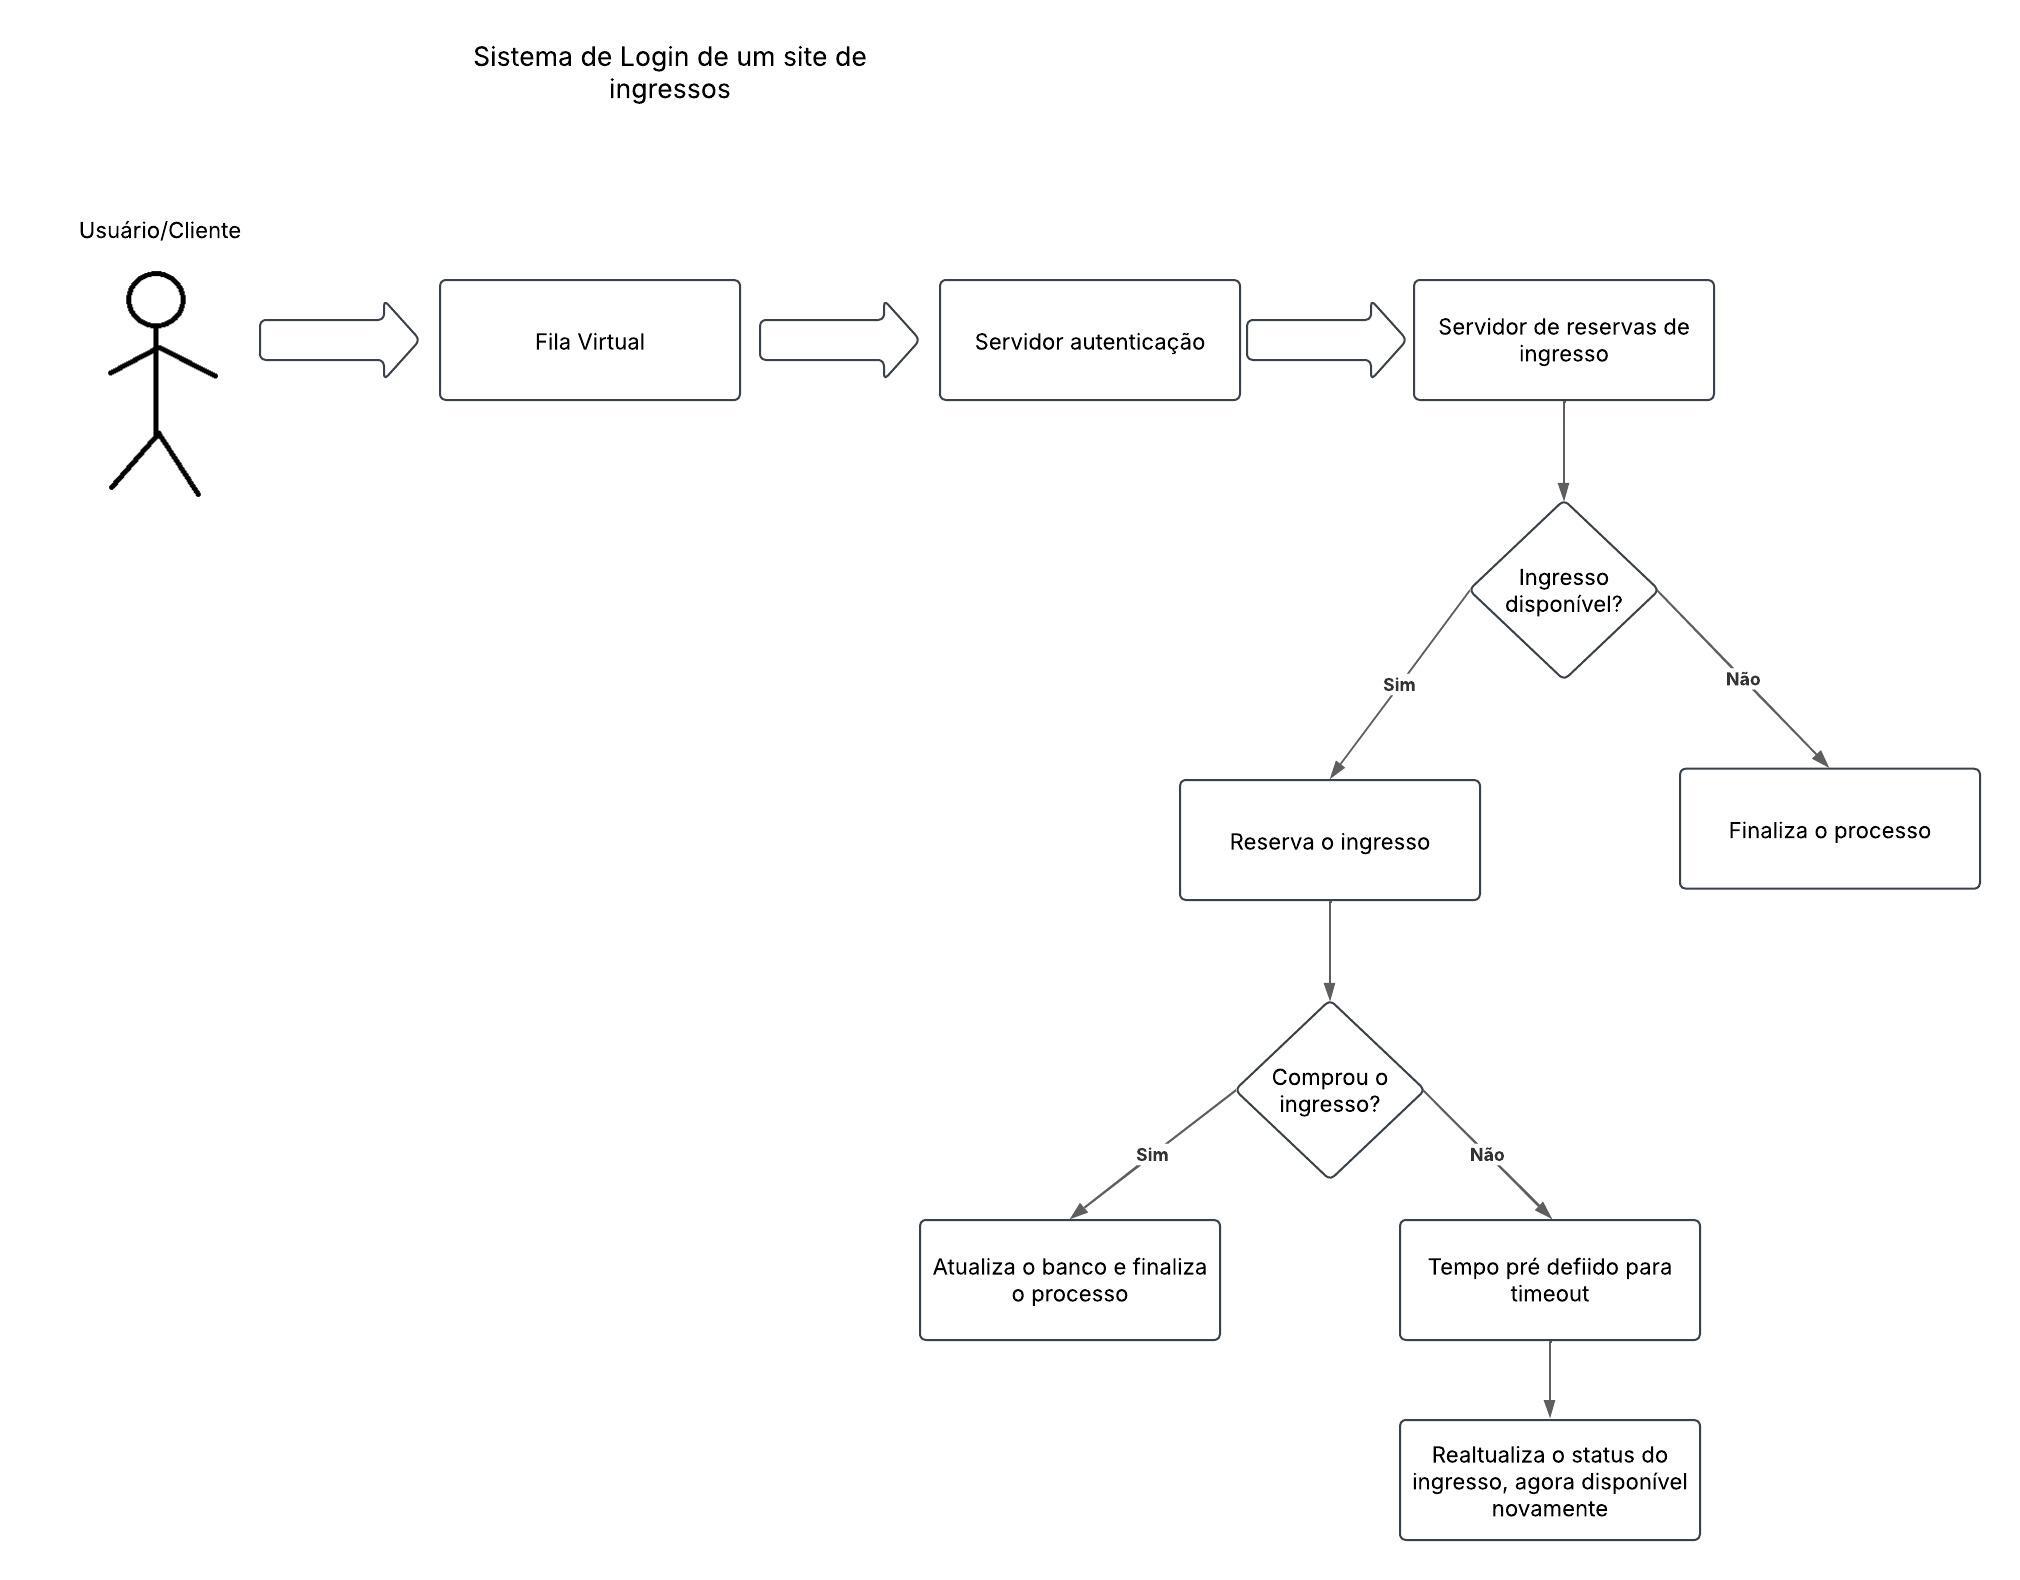 Sistema de Login de um site de
ingressos
Usuário/Cliente
Fila Virtual
Servidor autenticação
Servidor de reservas de
ingresso
Ingresso
disponível?
Sim
Não
Reserva o ingresso
Finaliza o processo
Comprou o
ingresso?
Sim
Não
Atualiza o banco e finaliza
o processo
Tempo pré defiido para
timeout
Realtualiza o status do
ingresso, agora disponível
novamente